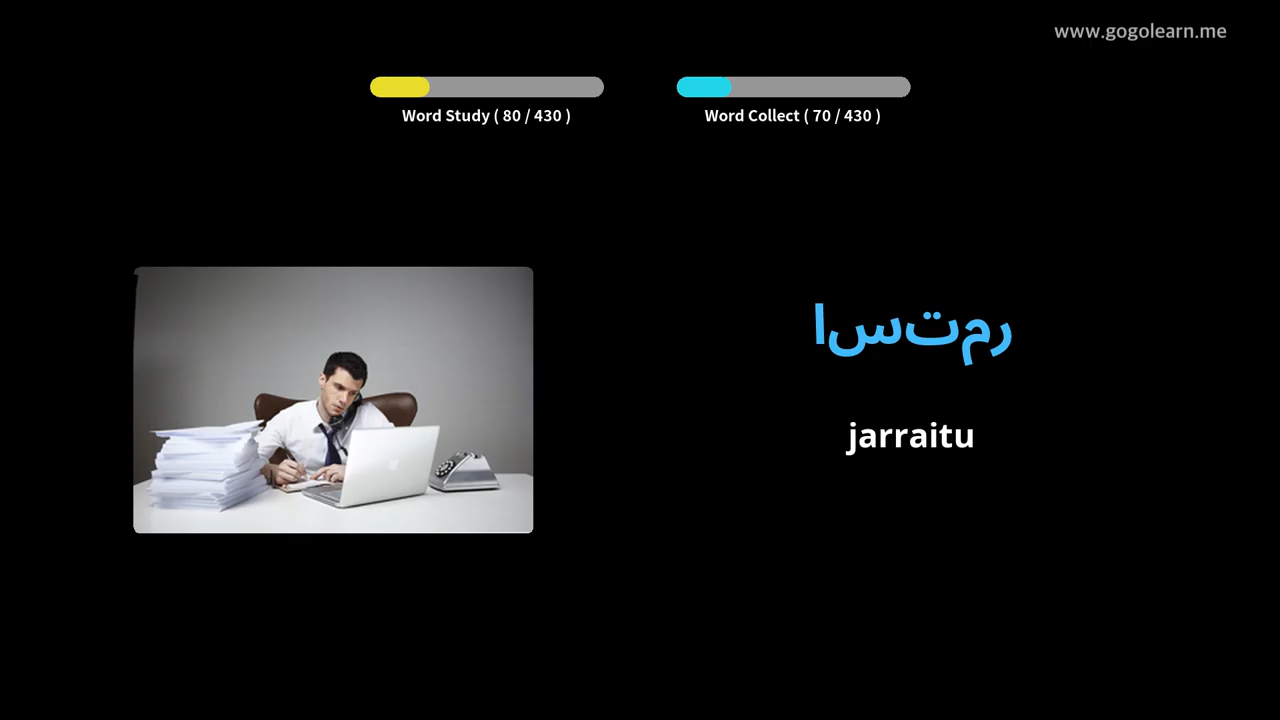 www.gogolearn.me
Word Study ( 80 / 430 )
Word Collect ( 70 / 430 )
استمر
jarraitu